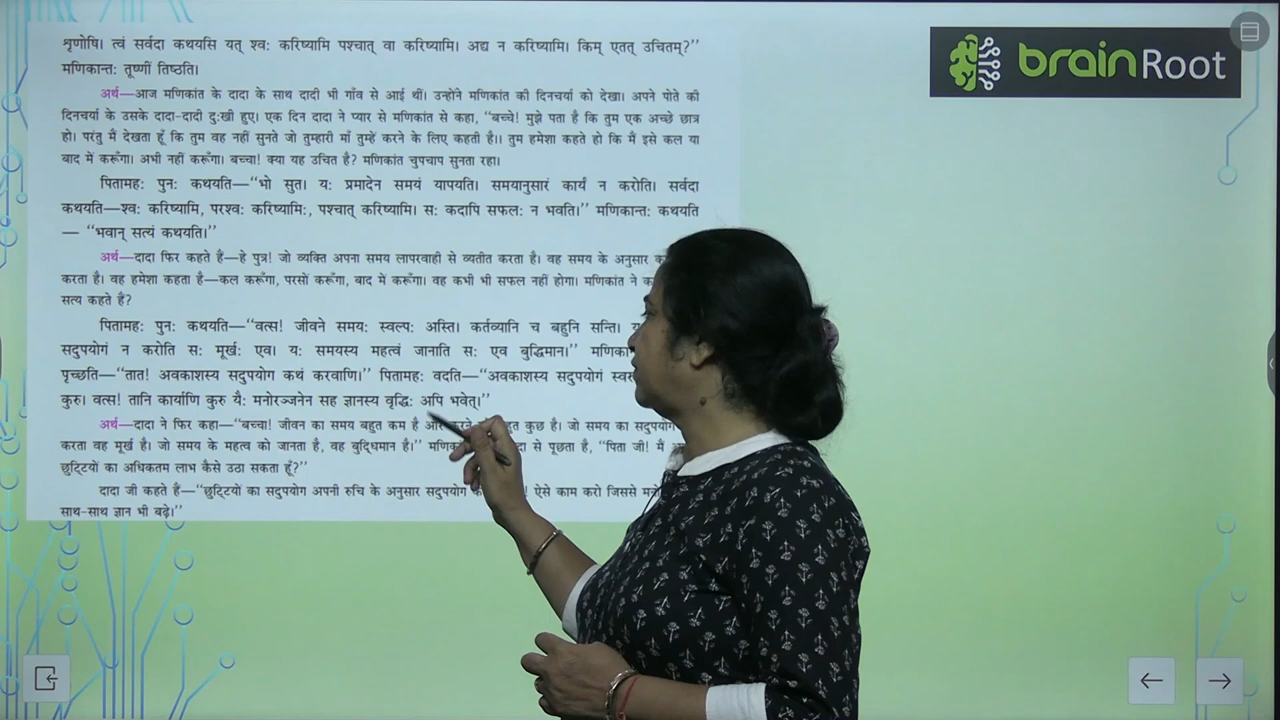 शृणोषि। त्वं सर्वदा कथयसि यत् श्व: करिष्यामि पश्चात् वा करिष्यामि। अद्य न करिष्यामि। किम् एतत् उचितम्?”
मणिकान्त: तूष्णीं तिष्ठति।
अर्थ—आज मणिकांत के दादा के साथ दादी भी गाँव से आई थीं। उन्होंने मणिकांत की दिनचर्या को देखा। अपने पोते की
दिनचर्या के उसके दादा-दादी दु:खी हुए। एक दिन दादा ने प्यार से मणिकांत से कहा, “बच्चे! मुझे पता है कि तुम एक अच्छे छात्र
हो। परंतु मैं देखता हूँ कि तुम वह नहीं सुनते जो तुम्हारी माँ तुम्हें करने के लिए कहती है।। तुम हमेशा कहते हो कि मैं इसे कल या
बाद में करूँगा। अभी नहीं करूँगा। बच्चा! क्या यह उचित है? मणिकांत चुपचाप सुनता रहा।
पितामह: पुन: कथयति—“भो सुत। य: प्रमादेन समयं यापयति। समयानुसारं कार्यं न करोति। सर्वदा
कथयति—श्व: करिष्यामि, परश्व: करिष्यामि:, पश्चात् करिष्यामि। स: कदापि सफल: न भवति।” मणिकान्त: कथयति
— “भवान् सत्यं कथयति।”
अर्थ—दादा फिर कहते हैं—हे पुत्र! जो व्यक्ति अपना समय लापरवाही से व्यतीत करता है। वह समय के अनुसार
करता है। वह हमेशा कहता है—कल करूँगा, परसों करूँगा, बाद में करूँगा। वह कभी भी सफल नहीं होगा। मणिकांत ने
सत्य कहते हैं?
पितामह: पुन: कथयति—“वत्स! जीवने समय: स्वल्प: अस्ति। कर्तव्यानि च बहुनि सन्ति।
सदुपयोगं न करोति स: मूर्ख: एव। य: समयस्य महत्वं जानाति स: एव बुद्धिमान।”
पृच्छति—“तात! अवकाशस्य सदुपयोग कथं करवाणि।” पितामह: वदति—“अवकाशस्य सदुपयोगं
कुरु। वत्स! तानि कार्याणि कुरु यै: मनोरञ्जनेन सह ज्ञानस्य वृद्धि: अपि भवेत्।”
अर्थ—दादा ने फिर कहा—“बच्चा! जीवन का समय बहुत कम है कुछ है। जो समय का सदुपयोग
करता वह मूर्ख है। जो समय के महत्व को जानता है, वह बुद्धिमान है।” से पूछता है, “पिता जी! मैं
छुट्टियों का अधिकतम लाभ कैसे उठा सकता हूँ?”
दादा जी कहते हैं—“छुट्टियों का सदुपयोग अपनी रुचि के अनुसार सदुपयोग ऐसे काम करो जिससे
साथ-साथ ज्ञान भी बढ़े।”
brainRoot